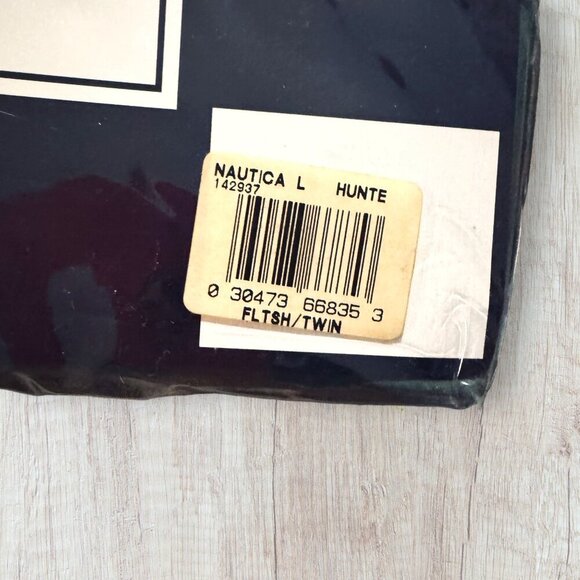 NAUTICA L HUNTE
142937
0 30473 66835 3
FLTSH/TWIN